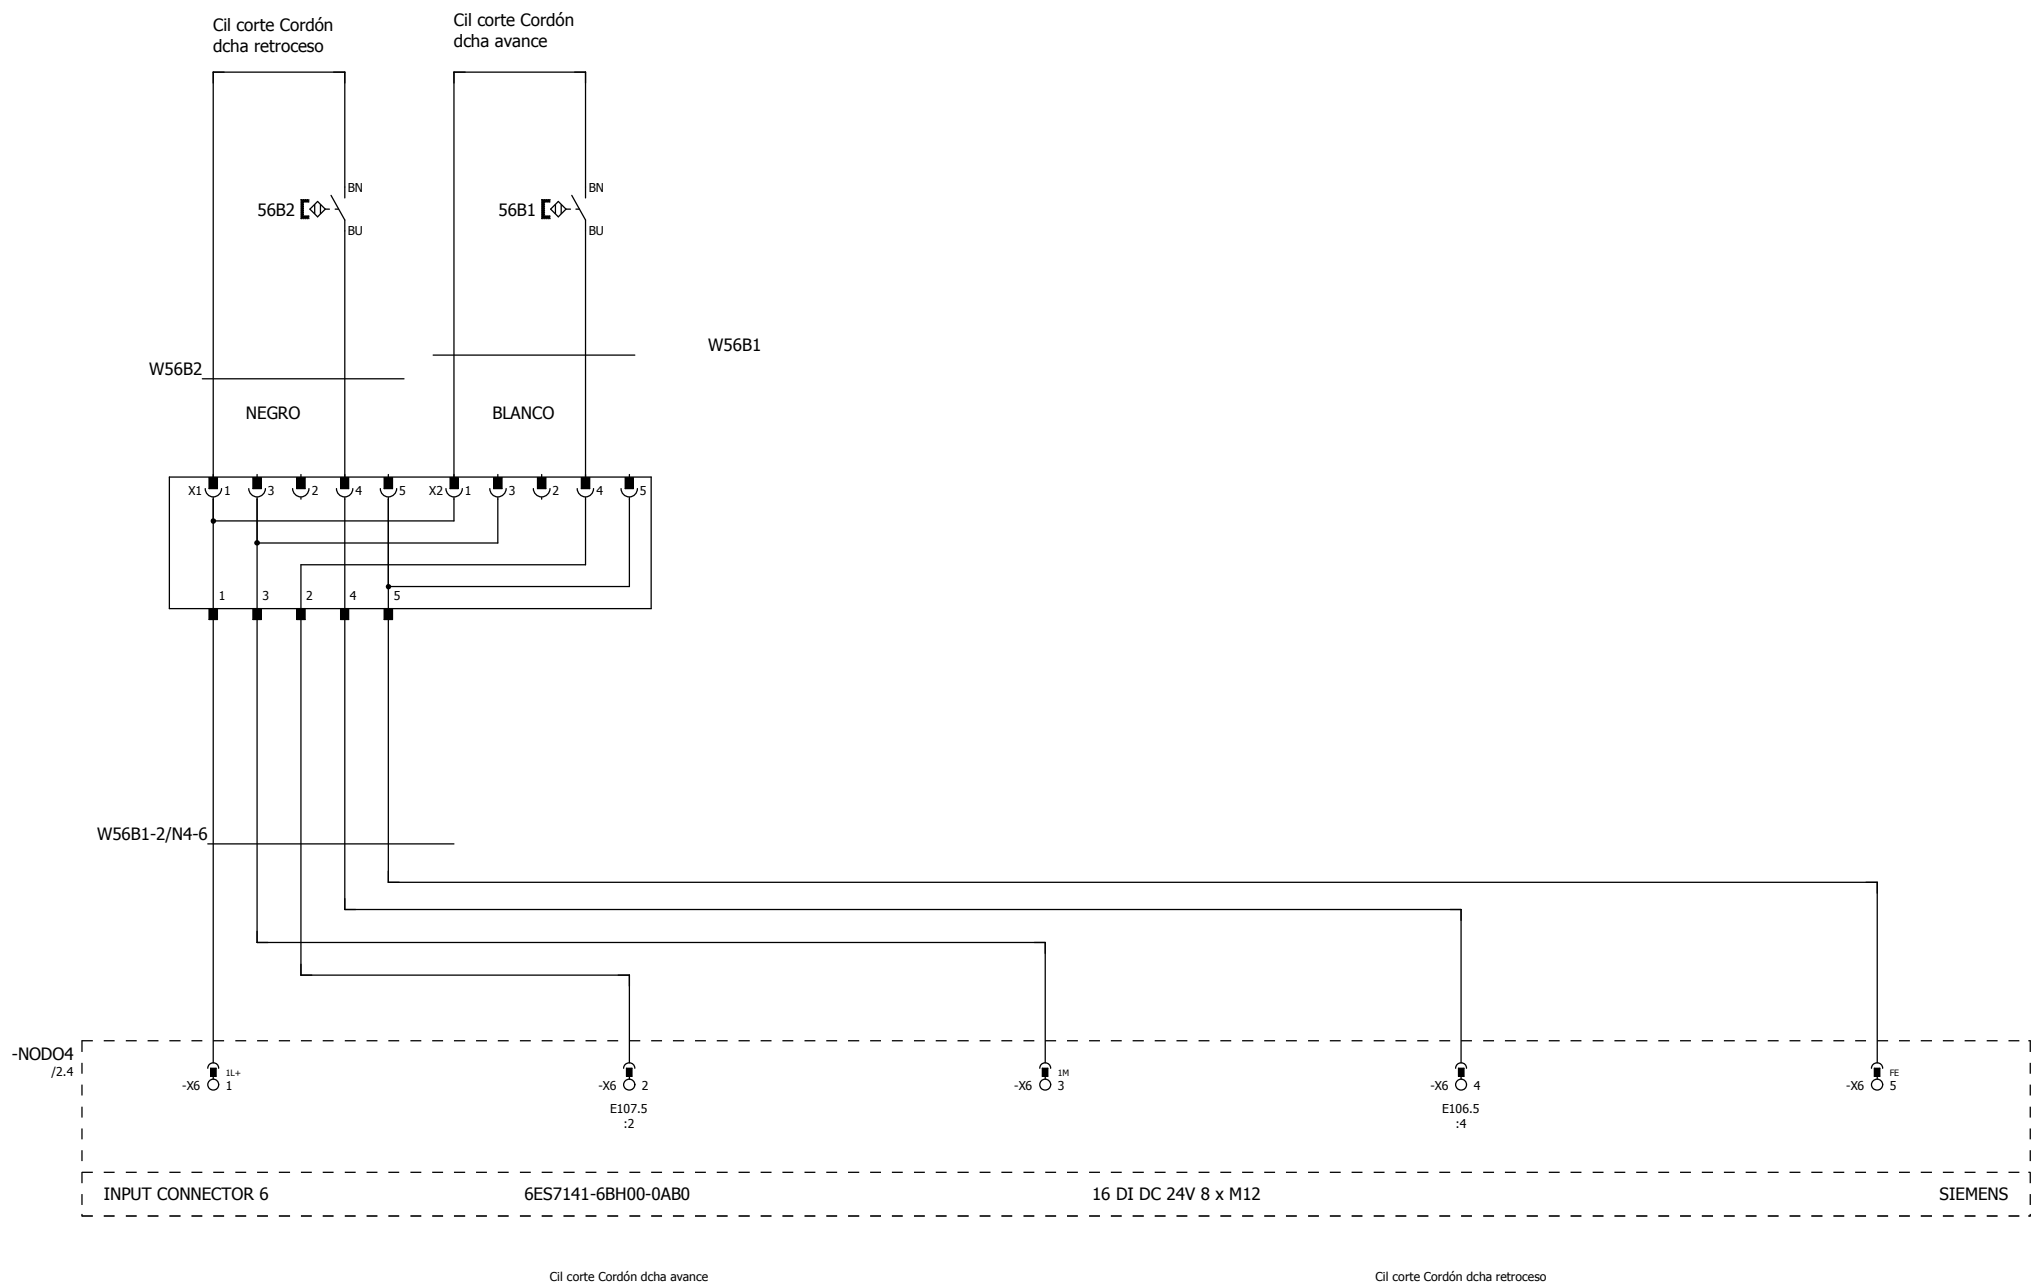 Cil corte Cordón
dcha retroceso
Cil corte Cordón
dcha avance
BN
56B2
BU
BN
56B1
BU
W56B1
W56B2
NEGRO
BLANCO
X1 1 3 2 4 5 X2 1 3 2 4 5
1 3 2 4 5
W56B1-2/N4-6
-NODO4
/2.4
1L+
-X6 1
-X6 2
E107.5
:2
1M
-X6 3
-X6 4
E106.5
:4
FE
-X6 5
INPUT CONNECTOR 6 6ES7141-6BH00-0AB0 16 DI DC 24V 8 x M12 SIEMENS
Cil corte Cordón dcha avance
Cil corte Cordón dcha retroceso